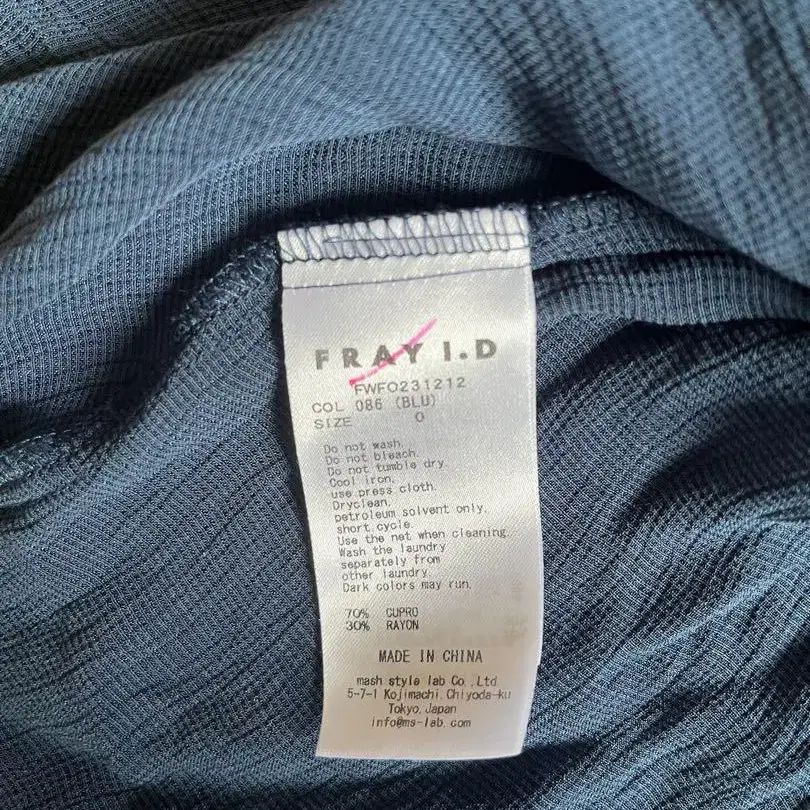 FRAY I.D
FWFO231212
COL 086 (BLU)
SIZE 0
Do not wash.
Do not bleach.
Do not tumble dry.
Cool iron.
use press cloth.
Dryclean,
petroleum solvent only,
short cycle.
Use the net when cleaning.
Wash the laundry
separately from
other laundry.
Dark colors may run.
70% CUPRO
30% RAYON
MADE IN CHINA
mash style lab Co.,Ltd.
5-7-1 Kojimachi,Chiyoda-ku
Tokyo,Japan
info@ms-lab.com